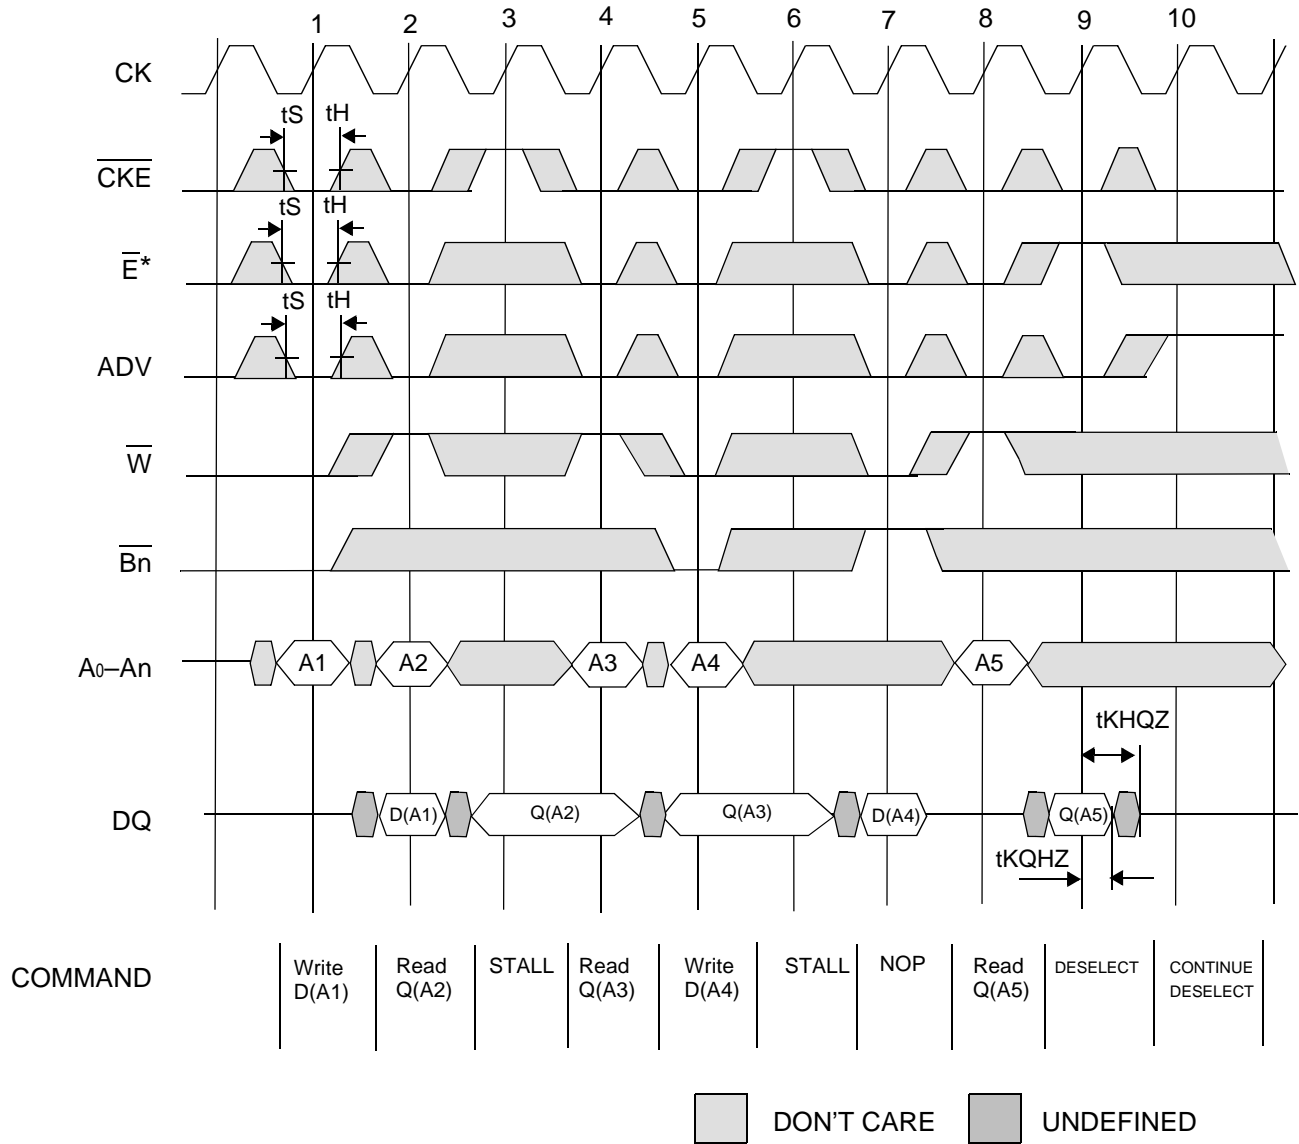 1 2 3 4 5 6 7 8 9 10
CK
tS tH
CKE
tS tH
E*
tS tH
ADV
W
Bn
A0–An A1 A2 A3 A4 A5
tKHQZ
DQ D(A1) Q(A2) Q(A3) D(A4) Q(A5)
tKQHZ
COMMAND
Write
D(A1)
Read
Q(A2)
STALL
Read
Q(A3)
Write
D(A4)
STALL
NOP
Read
Q(A5)
DESELECT
CONTINUE
DESELECT
DON'T CARE UNDEFINED